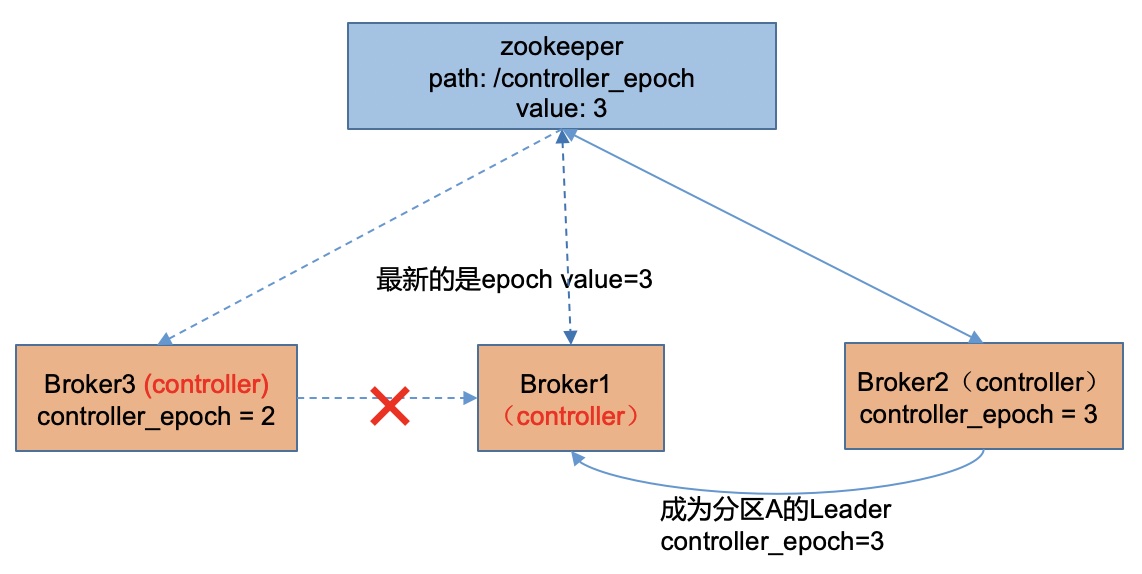 zookeeper
path: /controller_epoch
value: 3
最新的是epoch value=3
Broker3 (controller)
controller_epoch = 2
Broker1
（controller）
Broker2（controller）
controller_epoch = 3
成为分区A的Leader
controller_epoch=3